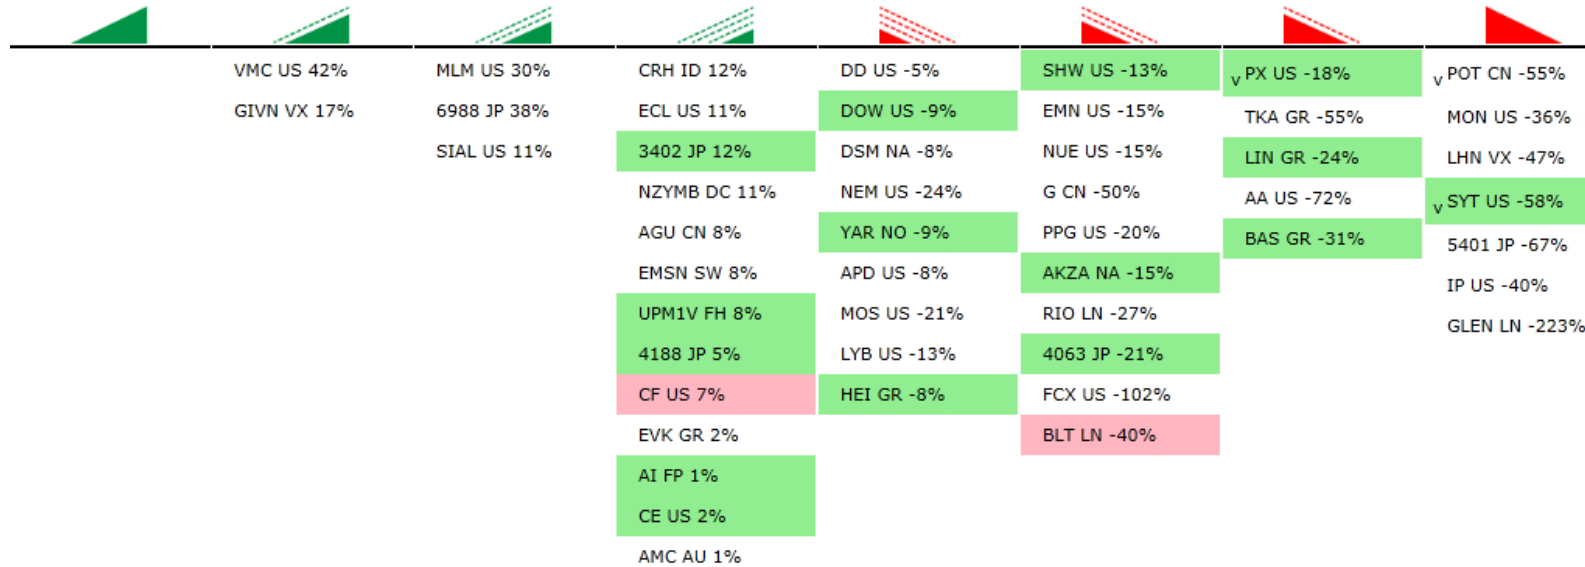 VMC US 42%
GIVN VX 17%
MLM US 30%
6988 JP 38%
SIAL US 11%
CRH ID 12%
ECL US 11%
3402 JP 12%
NZYMB DC 11%
AGU CN 8%
EMSN SW 8%
UPM1V FH 8%
4188 JP 5%
CF US 7%
EVK GR 2%
AI FP 1%
CE US 2%
AMC AU 1%
DD US -5%
DOW US -9%
DSM NA -8%
NEM US -24%
YAR NO -9%
APD US -8%
MOS US -21%
LYB US -13%
HEI GR -8%
SHW US -13%
EMN US -15%
NUE US -15%
G CN -50%
PPG US -20%
AKZA NA -15%
RIO LN -27%
4063 JP -21%
FCX US -102%
BLT LN -40%
v PX US -18%
TKA GR -55%
LIN GR -24%
AA US -72%
BAS GR -31%
v POT CN -55%
MON US -36%
LHN VX -47%
v SYT US -58%
5401 JP -67%
IP US -40%
GLEN LN -223%